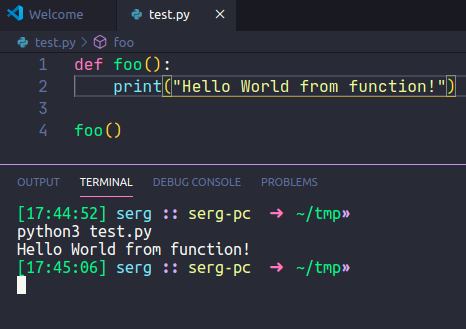 Welcome test.py ×
test.py > foo
1 def foo():
2     print("Hello World from function!")
3
4 foo()
OUTPUT TERMINAL DEBUG CONSOLE PROBLEMS
[17:44:52] serg :: serg-pc ➜ ~/tmp»
python3 test.py
Hello World from function!
[17:45:06] serg :: serg-pc ➜ ~/tmp»